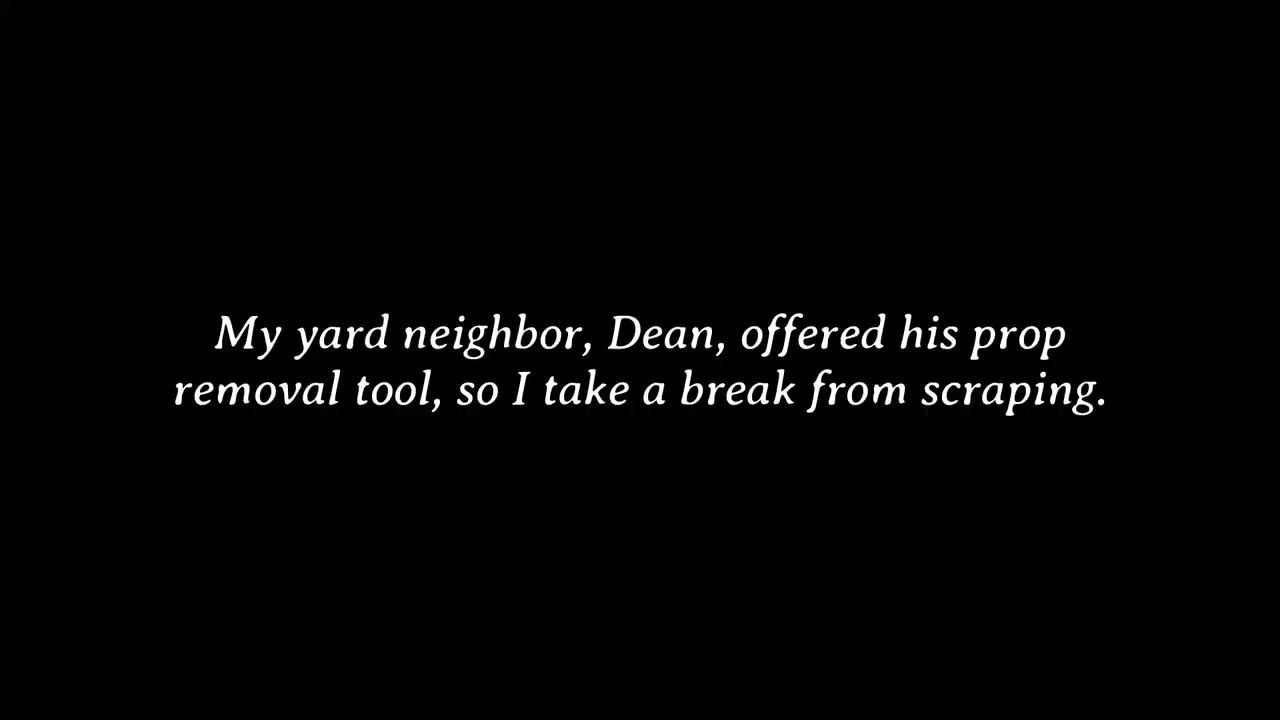 My yard neighbor, Dean, offered his prop
removal tool, so I take a break from scraping.